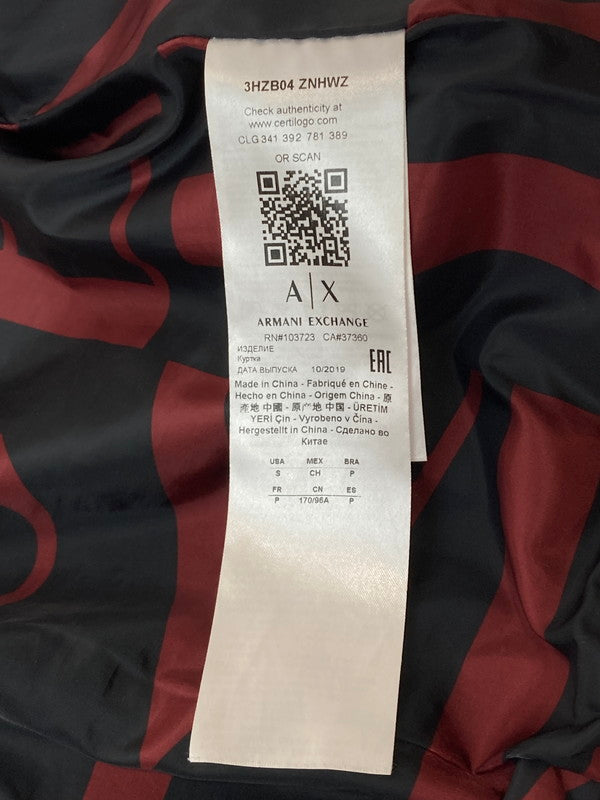 3HZB04 ZNHWZ
Check authenticity at
www.certilogo.com
CLG 341 392 781 389
OR SCAN
A|X
ARMANI EXCHANGE
RN#103723 CA#37360
ИЗДЕЛИЕ
Куртка
ДАТА ВЫПУСКА 10/2019
EAC
Made in China - Fabriqué en Chine -
Hecho en China - Origem China - 原
產地 中國 - 原产地 中国 - ÜRETİM
YERİ Çin - Vyrobeno v Čína -
Hergestellt in China - Сделано во
Китае
USA MEX BRA
S CH P
FR CN ES
P 170/96A P